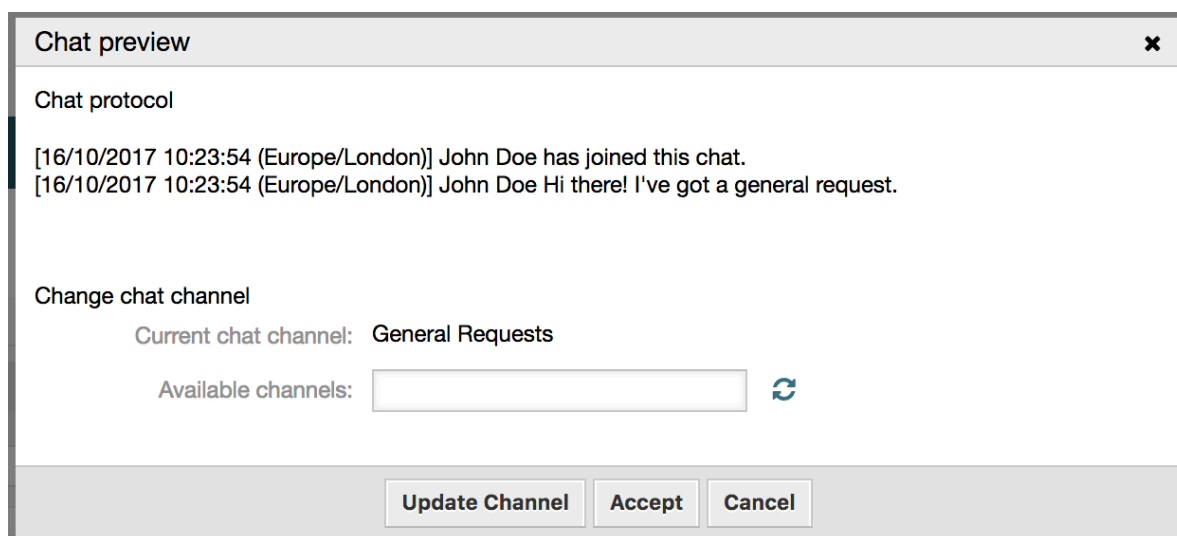 Chat preview
Chat protocol
[16/10/2017 10:23:54 (Europe/London)] John Doe has joined this chat.
[16/10/2017 10:23:54 (Europe/London)] John Doe Hi there! I've got a general request.
Change chat channel
Current chat channel: General Requests
Available channels:
Update Channel Accept Cancel